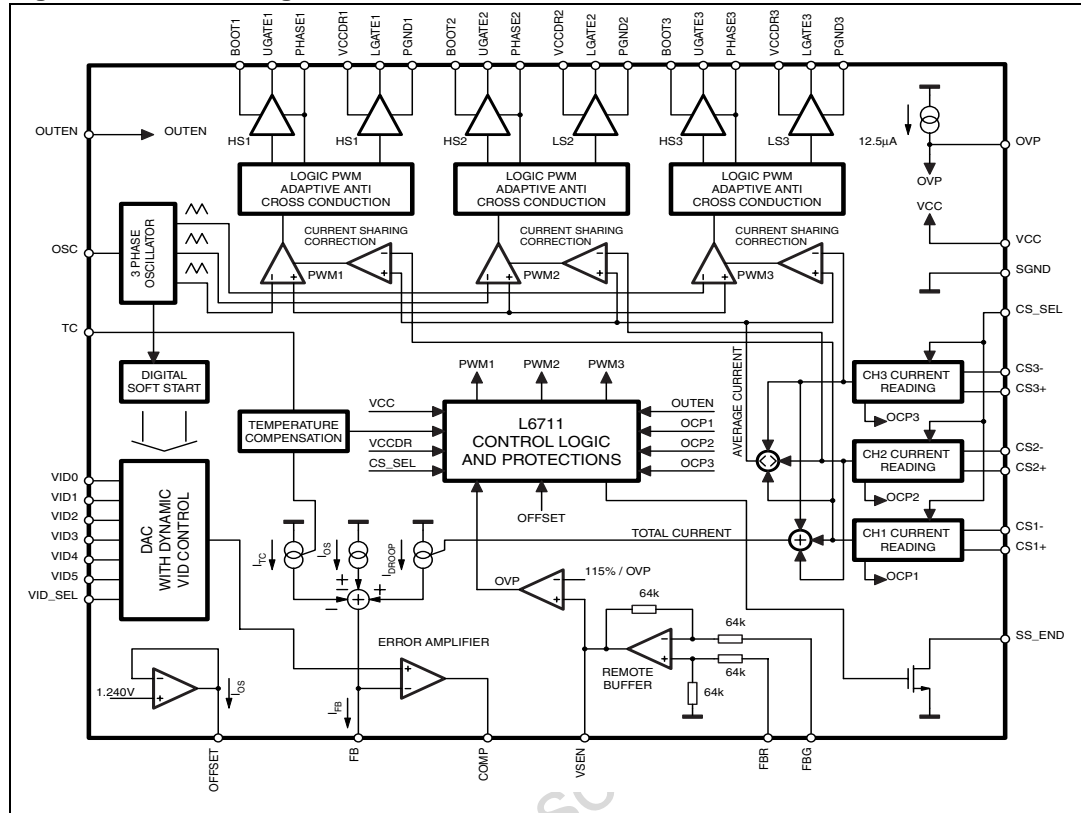 BOOT1 UGATE1 PHASE1 VCCDR1 LGATE1 PGND1 BOOT2 UGATE2 PHASE2 VCCDR2 LGATE2 PGND2 BOOT3 UGATE3 PHASE3 VCCDR3 LGATE3 PGND3
OUTEN OUTEN
HS1 HS1 HS2 LS2 HS3 LS3
12.5µA
OVP
OVP
LOGIC PWM
ADAPTIVE ANTI
CROSS CONDUCTION
LOGIC PWM
ADAPTIVE ANTI
CROSS CONDUCTION
LOGIC PWM
ADAPTIVE ANTI
CROSS CONDUCTION
VCC
VCC
SGND
CS_SEL
OSC
3 PHASE
OSCILLATOR
CURRENT SHARING
CORRECTION
CURRENT SHARING
CORRECTION
CURRENT SHARING
CORRECTION
PWM1 PWM2 PWM3
TC
DIGITAL
SOFT START
PWM1 PWM2 PWM3
AVERAGE CURRENT
CH3 CURRENT
READING
CS3-
CS3+
OCP3
TEMPERATURE
COMPENSATION
VCC
VCCDR
CS_SEL
L6711
CONTROL LOGIC
AND PROTECTIONS
OUTEN
OCP1
OCP2
OCP3
CH2 CURRENT
READING
CS2-
CS2+
OCP2
OFFSET
VID0
VID1
VID2
VID3
VID4
VID5
VID_SEL
DAC
WITH DYNAMIC
VID CONTROL
CH1 CURRENT
READING
CS1-
CS1+
OCP1
TOTAL CURRENT
ITC
IOS
IDROOP
+
–
–
+
+
OVP
–
+
115% / OVP
64k
64k
64k
64k
–
+
REMOTE
BUFFER
SS_END
ERROR AMPLIFIER
+
–
1.240V
–
+
IOS
IFB
OFFSET FB COMP VSEN FBR FBG